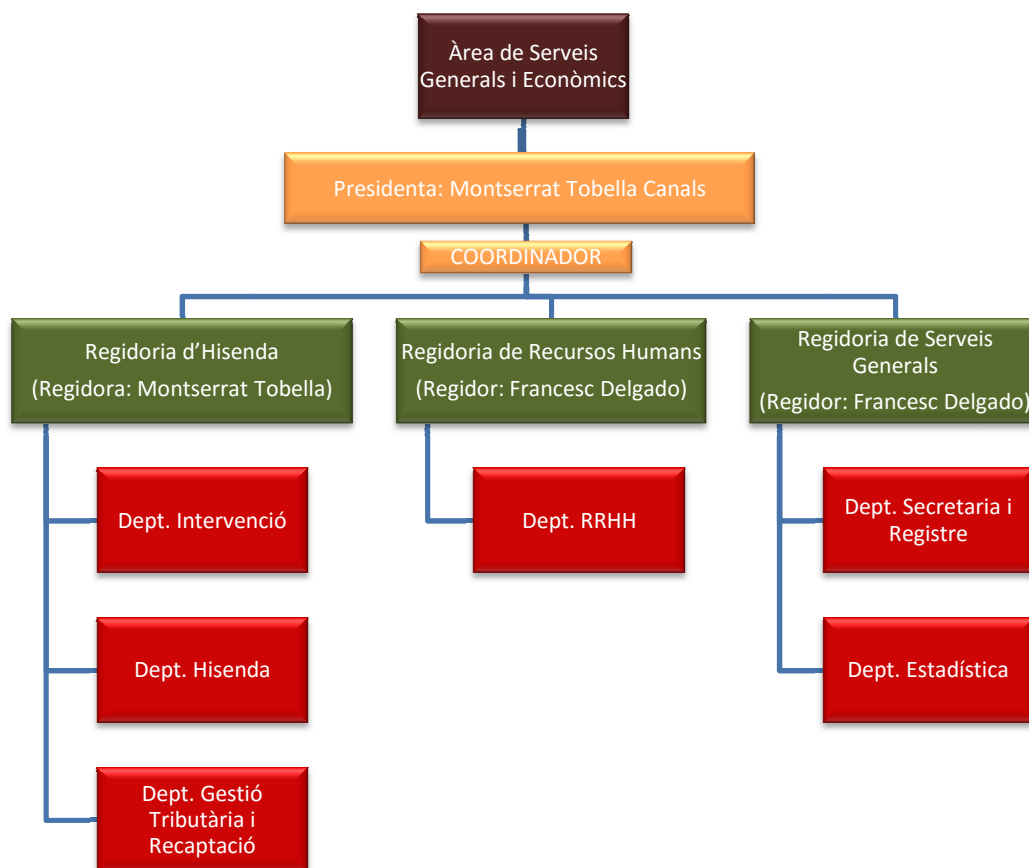 Àrea de Serveis
Generals i Econòmics
Presidenta: Montserrat Tobella Canals
COORDINADOR
Regidoria d’Hisenda
(Regidora: Montserrat Tobella)
Regidoria de Recursos Humans
(Regidor: Francesc Delgado)
Regidoria de Serveis
Generals
(Regidor: Francesc Delgado)
Dept. Intervenció
Dept. RRHH
Dept. Secretaria i
Registre
Dept. Hisenda
Dept. Estadística
Dept. Gestió
Tributària i
Recaptació